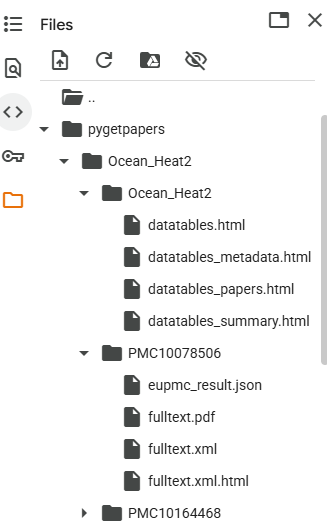 Files
..
pygetpapers
Ocean_Heat2
Ocean_Heat2
datatables.html
datatables_metadata.html
datatables_papers.html
datatables_summary.html
PMC10078506
eupmc_result.json
fulltext.pdf
fulltext.xml
fulltext.xml.html
PMC10164468